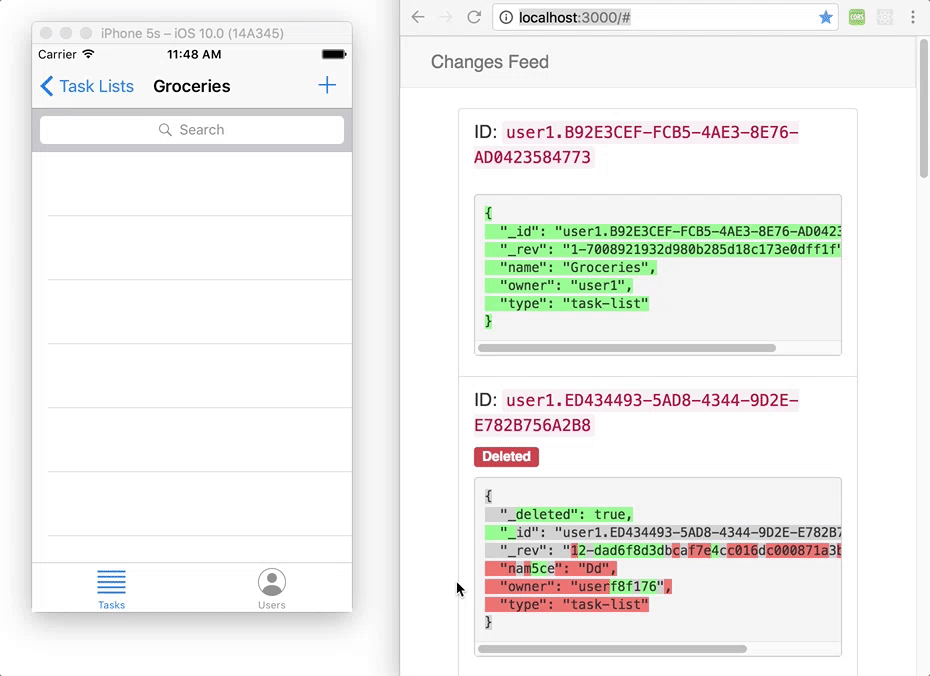 iPhone 5s – iOS 10.0 (14A345)
Carrier 11:48 AM
Task Lists Groceries
Search
Tasks Users
localhost:3000/#
CORS
Changes Feed
ID: user1.B92E3CEF-FCB5-4AE3-8E76-
AD0423584773
{
"_id": "user1.B92E3CEF-FCB5-4AE3-8E76-AD0423
"_rev": "1-7008921932d980b285d18c173e0dff1f"
"name": "Groceries",
"owner": "user1",
"type": "task-list"
}
ID: user1.ED434493-5AD8-4344-9D2E-
E782B756A2B8
Deleted
{
"_deleted": true,
"_id": "user1.ED434493-5AD8-4344-9D2E-E782B7
"_rev": "12-dad6f8d3dbcaf7e4cc016dc000871a3b
"nam5ce": "Dd",
"owner": "userf8f176",
"type": "task-list"
}